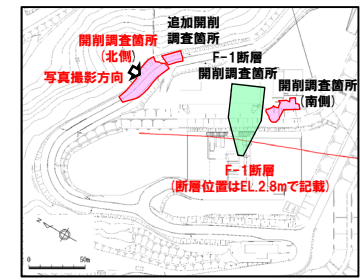 追加開削
調査箇所
開削調査箇所
(北側)
写真撮影方向
F-1断層
開削調査箇所
開削調査箇所
(南側)
F-1断層
(断層位置はEL.2.8mで記載)
N
0 50m